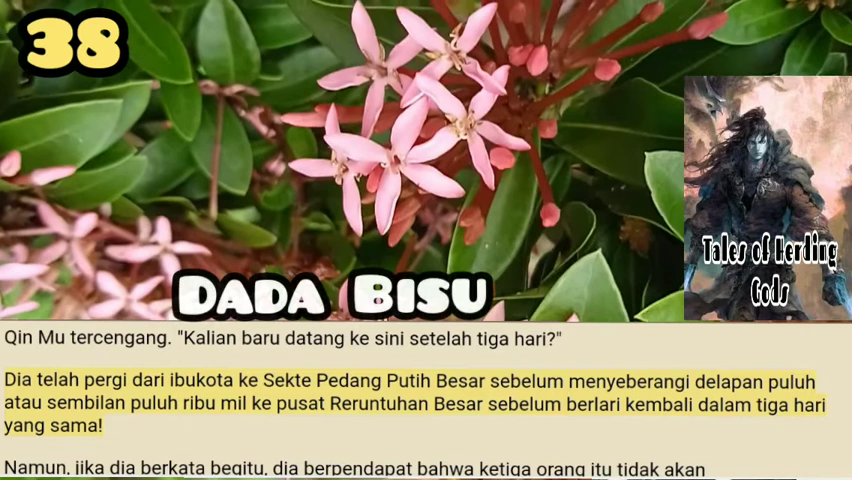 38
Tales of Herding
Gods
Dada Bisu
Qin Mu tercengang. "Kalian baru datang ke sini setelah tiga hari?"
Dia telah pergi dari ibukota ke Sekte Pedang Putih Besar sebelum menyeberangi delapan puluh
atau sembilan puluh ribu mil ke pusat Reruntuhan Besar sebelum berlari kembali dalam tiga hari
yang sama!
Namun, jika dia berkata begitu, dia berpendapat bahwa ketiga orang itu tidak akan